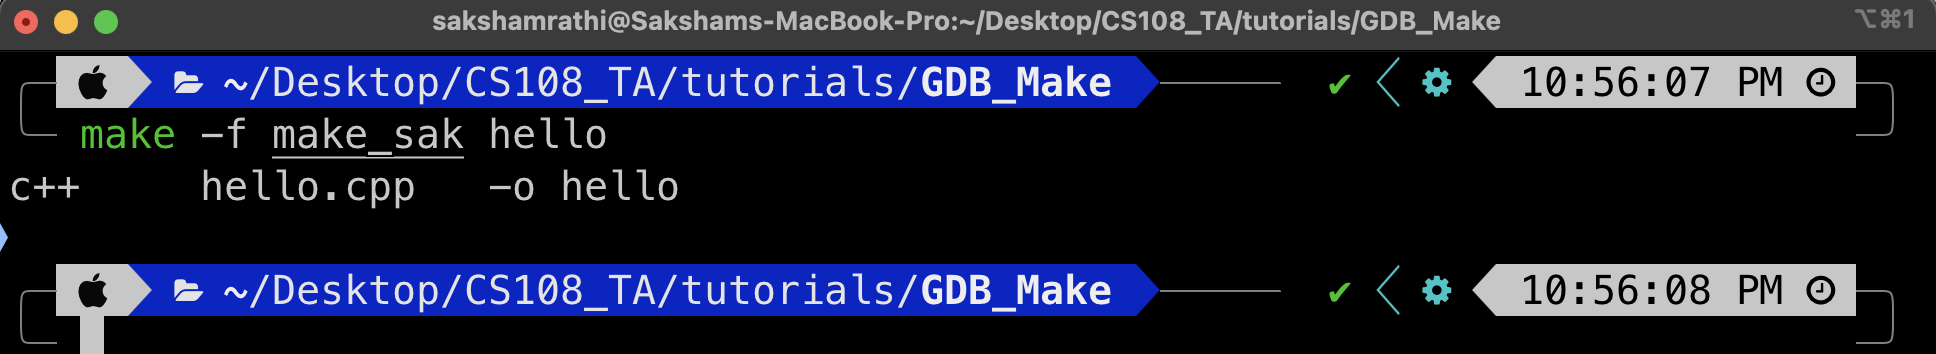 sakshamrathi@Sakshams-MacBook-Pro:~/Desktop/CS108_TA/tutorials/GDB_Make ⌥⌘1
~/Desktop/CS108_TA/tutorials/GDB_Make ✔ 10:56:07 PM
make -f make_sak hello
c++     hello.cpp   -o hello
~/Desktop/CS108_TA/tutorials/GDB_Make ✔ 10:56:08 PM